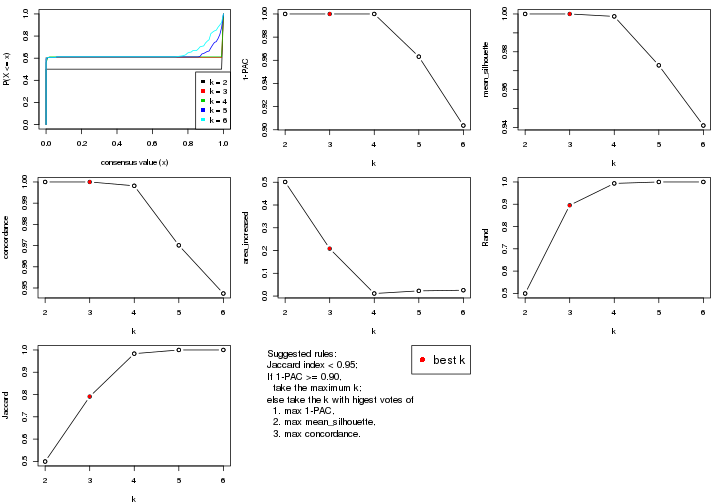 P(X <= x)
1.0
0.8
0.6
0.4
0.2
0.0
k = 2
k = 3
k = 4
k = 5
k = 6
0.0 0.2 0.4 0.6 0.8 1.0
consensus value (x)
1-PAC
1.00
0.98
0.96
0.94
0.92
0.90
2 3 4 5 6
k
mean_silhouette
1.00
0.98
0.96
0.94
2 3 4 5 6
k
concordance
1.00
0.99
0.98
0.97
0.96
0.95
2 3 4 5 6
k
area_increased
0.5
0.4
0.3
0.2
0.1
0.0
2 3 4 5 6
k
Rand
1.0
0.9
0.8
0.7
0.6
0.5
2 3 4 5 6
k
Jaccard
1.0
0.9
0.8
0.7
0.6
0.5
2 3 4 5 6
k
Suggested rules:
Jaccard index < 0.95;
If 1-PAC >= 0.90,
take the maximum k;
else take the k with higest votes of
1. max 1-PAC,
2. max mean_silhouette,
3. max concordance.
best k